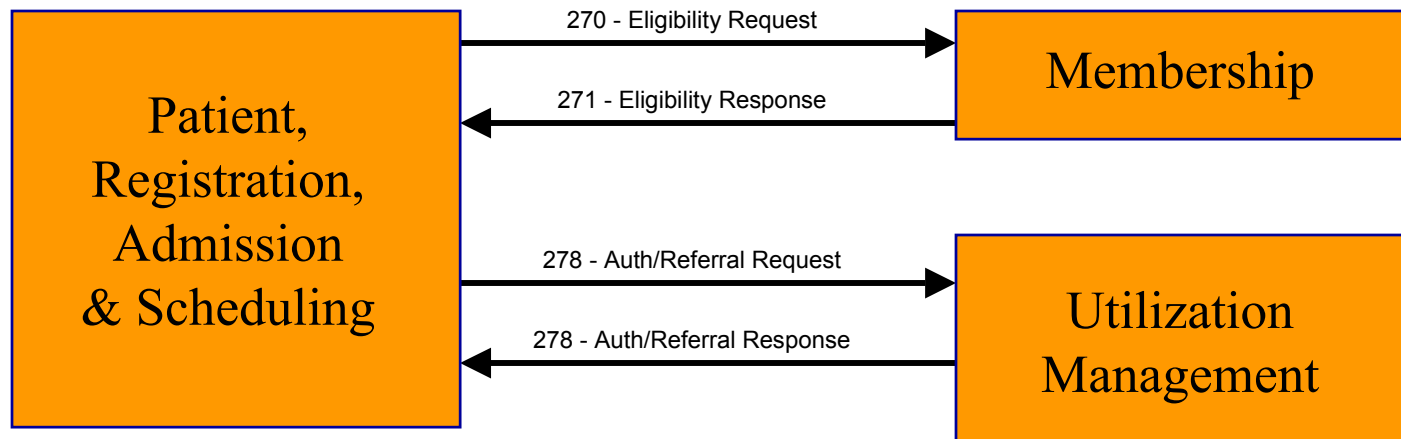 270 - Eligibility Request
271 - Eligibility Response
Patient,
Registration,
Admission
& Scheduling
Membership
278 - Auth/Referral Request
278 - Auth/Referral Response
Utilization
Management